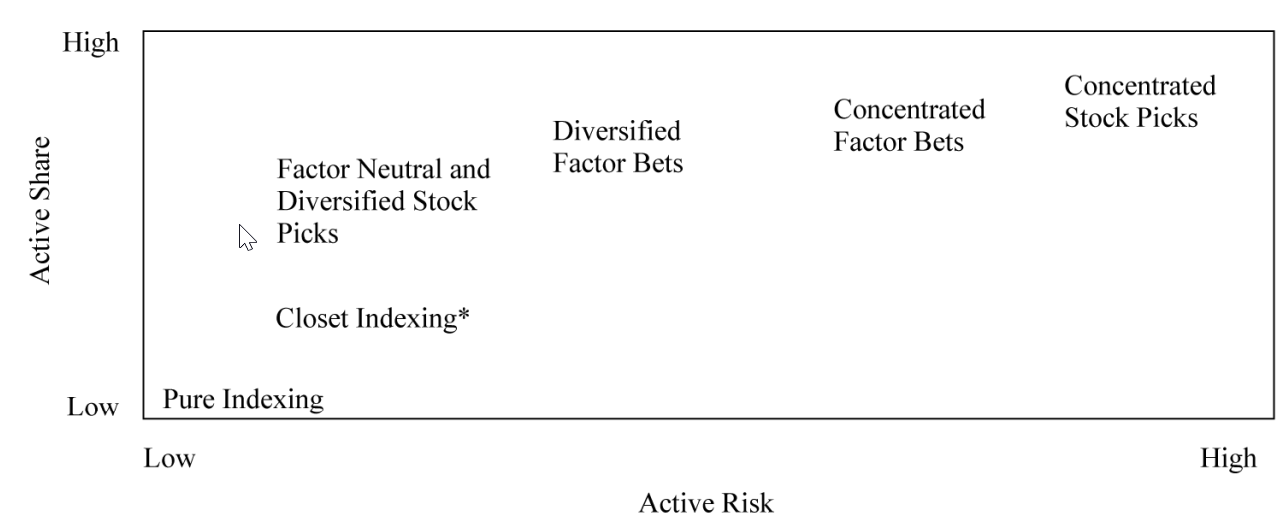 High
Concentrated
Stock Picks
Concentrated
Factor Bets
Diversified
Factor Bets
Factor Neutral and
Diversified Stock
Picks
Active Share
Closet Indexing*
Pure Indexing
Low
Low
High
Active Risk